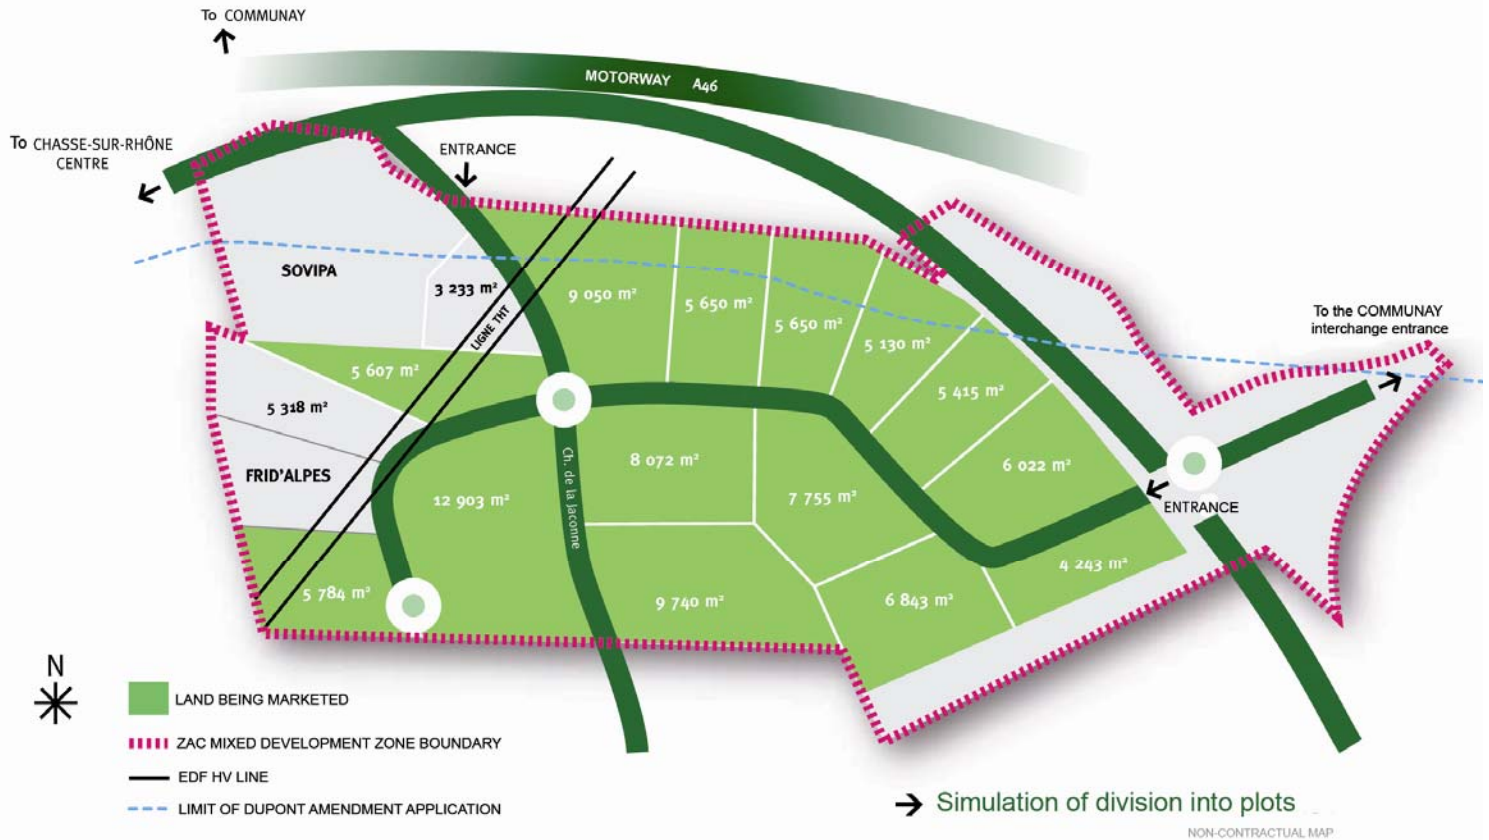 To COMMUNAY
MOTORWAY A46
To CHASSE-SUR-RHÔNE
CENTRE
ENTRANCE
SOVIPA
3 233 m²
LIGNE THT
9 050 m²
5 650 m²
5 650 m²
5 130 m²
To the COMMUNAY
interchange entrance
5 607 m²
5 415 m²
5 318 m²
FRID'ALPES
12 903 m²
Ch. de la Jaconne
8 072 m²
7 755 m²
6 022 m²
ENTRANCE
4 243 m²
5 784 m²
9 740 m²
6 843 m²
N
LAND BEING MARKETED
ZAC MIXED DEVELOPMENT ZONE BOUNDARY
EDF HV LINE
LIMIT OF DUPONT AMENDMENT APPLICATION
Simulation of division into plots
NON-CONTRACTUAL MAP